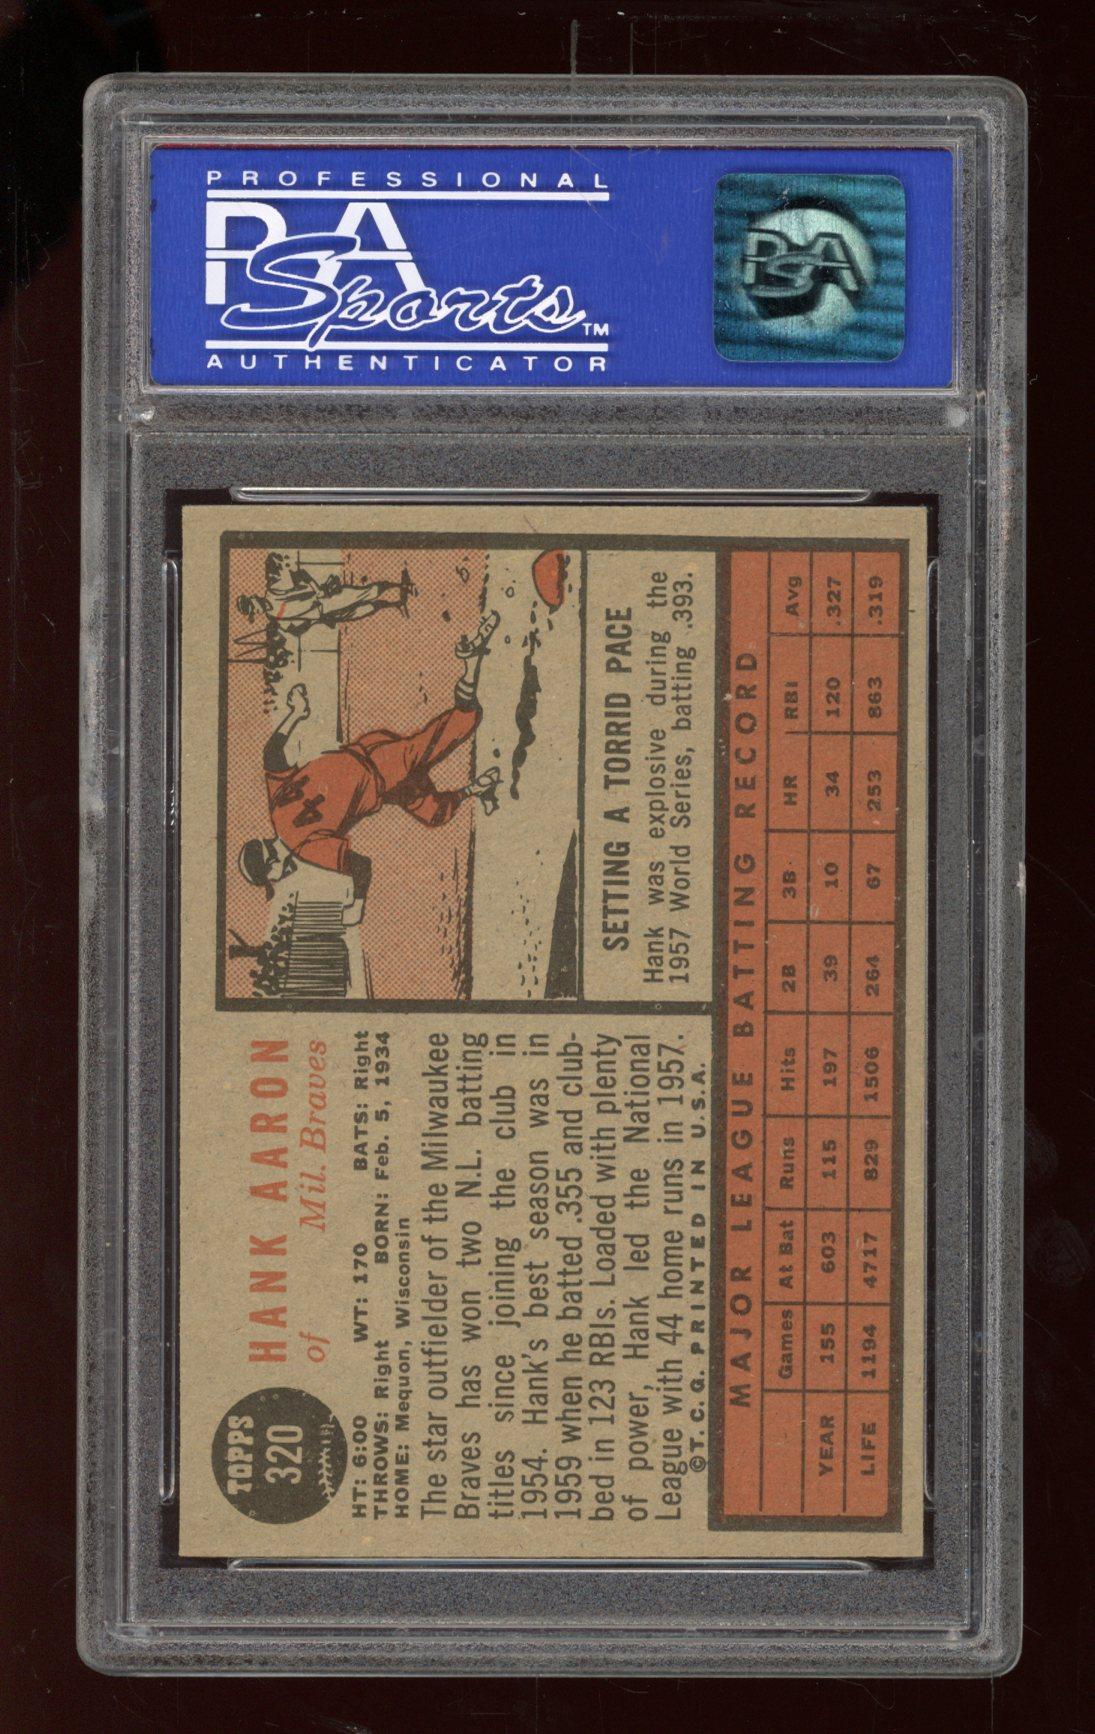 PROFESSIONAL
PSA
Sports™
AUTHENTICATOR
PSA
TOPPS
320
HANK AARON
of Mil. Braves
HT: 6:00 WT: 170 BATS: Right
THROWS: Right BORN: Feb. 5, 1934
HOME: Mequon, Wisconsin
The star outfielder of the Milwaukee
Braves has won two N.L. batting
titles since joining the club in
1954. Hank's best season was in
1959 when he batted .355 and club-
bed in 123 RBIs. Loaded with plenty
of power, Hank led the National
League with 44 home runs in 1957.
©T. C. G. PRINTED IN U.S.A.
44
SETTING A TORRID PACE
Hank was explosive during the
1957 World Series, batting .393.
MAJOR LEAGUE BATTING RECORD
Games At Bat Runs Hits 2B 3B HR RBI Avg
YEAR 155 603 115 197 39 10 34 120 .327
LIFE 1194 4717 829 1506 264 67 253 863 .319